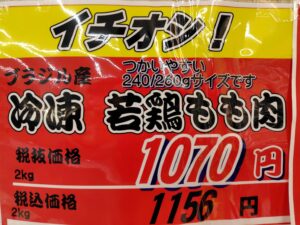 イチオシ！
ブラジル産
つかいやすい
240/260gサイズです
冷凍 若鶏もも肉
税抜価格
2kg
1070円
税込価格
2kg
1156円